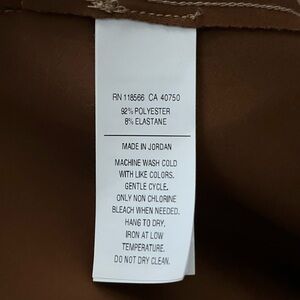 RN 118566 CA 40750
92% POLYESTER
8% ELASTANE
MADE IN JORDAN
MACHINE WASH COLD
WITH LIKE COLORS.
GENTLE CYCLE.
ONLY NON CHLORINE
BLEACH WHEN NEEDED.
HANG TO DRY.
IRON AT LOW
TEMPERATURE.
DO NOT DRY CLEAN.